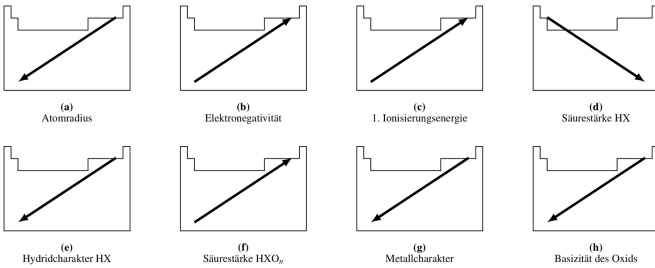 (a)
Atomradius
(b)
Elektronegativität
(c)
1. Ionisierungsenergie
(d)
Säurestärke HX
(e)
Hydridcharakter HX
(f)
Säurestärke HXOₙ
(g)
Metallcharakter
(h)
Basizität des Oxids